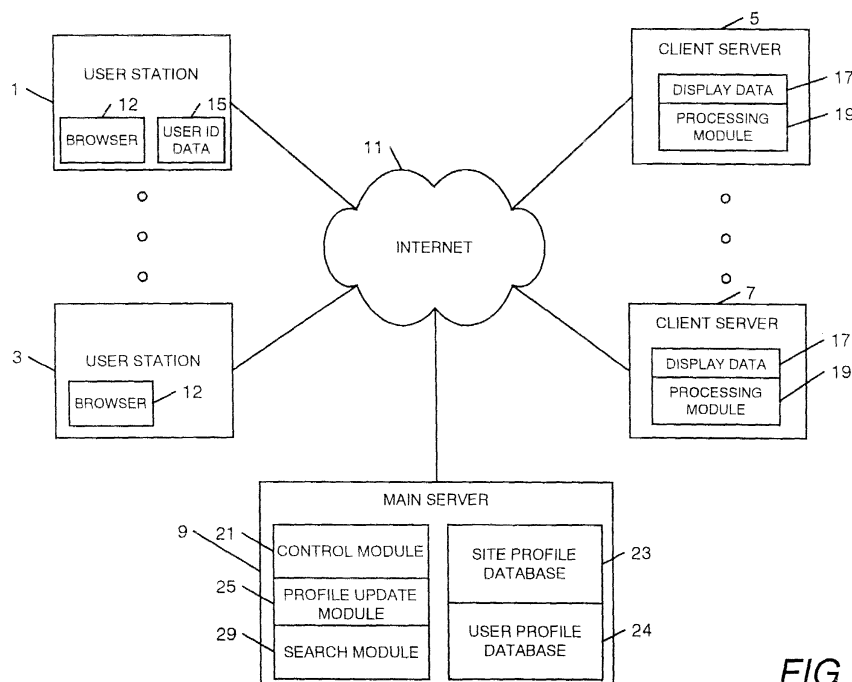 5
USER STATION
CLIENT SERVER
1
12
15
17
DISPLAY DATA
BROWSER
USER ID
DATA
PROCESSING
MODULE
19
11
INTERNET
7
CLIENT SERVER
3
USER STATION
17
DISPLAY DATA
12
BROWSER
PROCESSING
MODULE
19
MAIN SERVER
21
9
CONTROL MODULE
SITE PROFILE
DATABASE
23
25
PROFILE UPDATE
MODULE
29
SEARCH MODULE
USER PROFILE
DATABASE
24
FIG